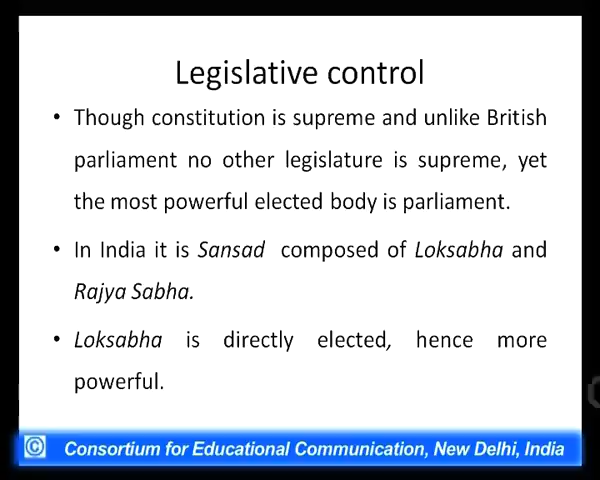 Legislative control
• Though constitution is supreme and unlike British
parliament no other legislature is supreme, yet
the most powerful elected body is parliament.
• In India it is Sansad composed of Loksabha and
Rajya Sabha.
• Loksabha is directly elected, hence more
powerful.
© Consortium for Educational Communication, New Delhi, India